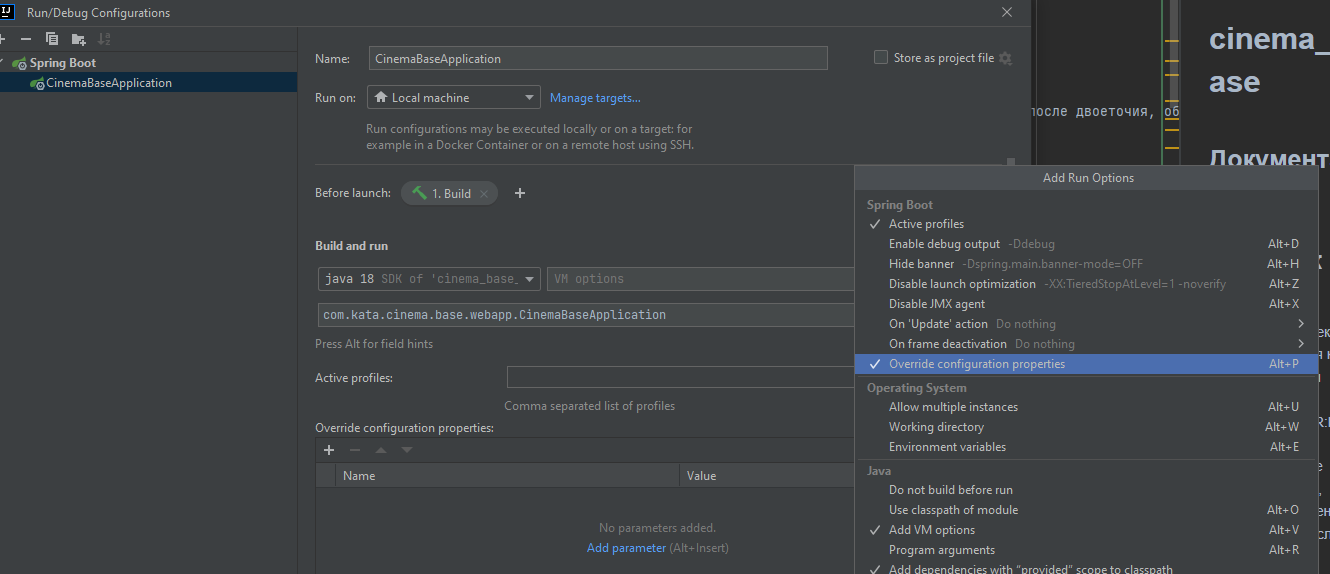 IJ Run/Debug Configurations
Spring Boot
CinemaBaseApplication
Name: CinemaBaseApplication
Store as project file
Run on: Local machine
Manage targets...
Run configurations may be executed locally or on a target: for
example in a Docker Container or on a remote host using SSH.
Before launch:
1. Build
Build and run
java 18 SDK of 'cinema_base_
VM options
com.kata.cinema.base.webapp.CinemaBaseApplication
Press Alt for field hints
Active profiles:
Comma separated list of profiles
Override configuration properties:
Name Value
No parameters added.
Add parameter (Alt+Insert)
Add Run Options
Spring Boot
Active profiles
Enable debug output -Ddebug Alt+D
Hide banner -Dspring.main.banner-mode=OFF Alt+H
Disable launch optimization -XX:TieredStopAtLevel=1 -noverify Alt+Z
Disable JMX agent Alt+X
On 'Update' action Do nothing
On frame deactivation Do nothing
Override configuration properties Alt+P
Operating System
Allow multiple instances Alt+U
Working directory Alt+W
Environment variables Alt+E
Java
Do not build before run
Use classpath of module Alt+O
Add VM options Alt+V
Program arguments Alt+R
Add dependencies with “provided” scope to classpath
после двоеточия, об
cinema_
ase
Документ